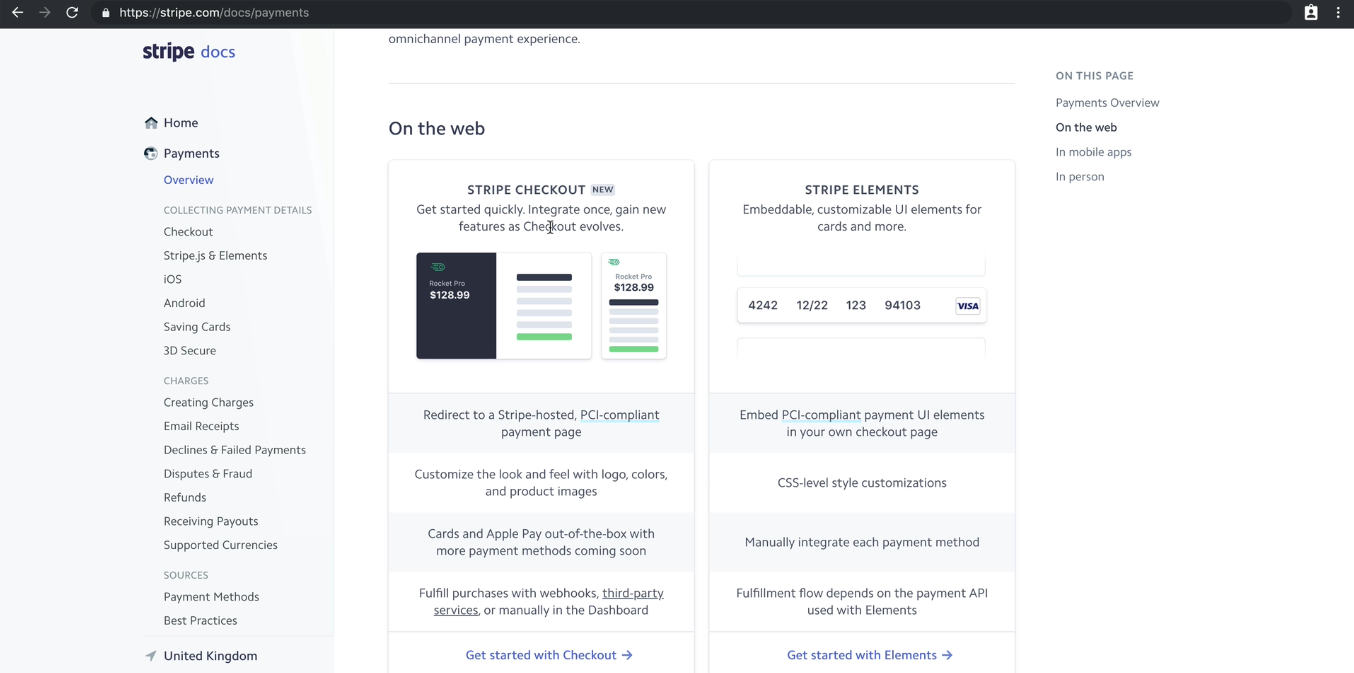 https://stripe.com/docs/payments
stripe docs
Home
Payments
Overview
COLLECTING PAYMENT DETAILS
Checkout
Stripe.js & Elements
iOS
Android
Saving Cards
3D Secure
CHARGES
Creating Charges
Email Receipts
Declines & Failed Payments
Disputes & Fraud
Refunds
Receiving Payouts
Supported Currencies
SOURCES
Payment Methods
Best Practices
United Kingdom
omnichannel payment experience.
On the web
STRIPE CHECKOUT NEW
Get started quickly. Integrate once, gain new
features as Checkout evolves.
Rocket Pro
$128.99
Rocket Pro
$128.99
Redirect to a Stripe-hosted, PCI-compliant
payment page
Customize the look and feel with logo, colors,
and product images
Cards and Apple Pay out-of-the-box with
more payment methods coming soon
Fulfill purchases with webhooks, third-party
services, or manually in the Dashboard
Get started with Checkout →
STRIPE ELEMENTS
Embeddable, customizable UI elements for
cards and more.
4242 12/22 123 94103 VISA
Embed PCI-compliant payment UI elements
in your own checkout page
CSS-level style customizations
Manually integrate each payment method
Fulfillment flow depends on the payment API
used with Elements
Get started with Elements →
ON THIS PAGE
Payments Overview
On the web
In mobile apps
In person